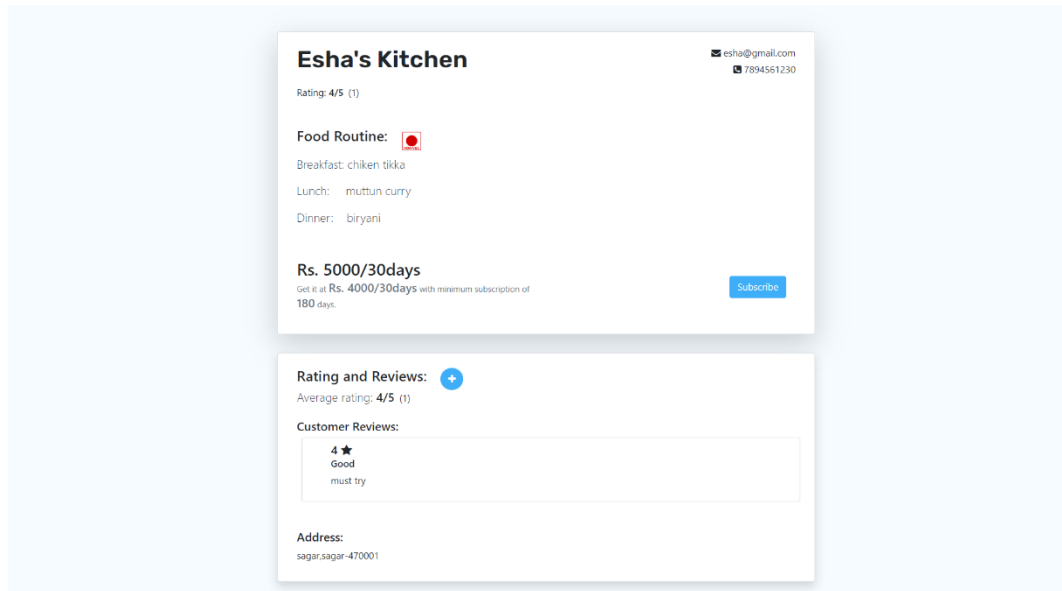 Esha's Kitchen
esha@gmail.com
7894561230
Rating: 4/5 (1)
Food Routine:
Breakfast: chiken tikka
Lunch: muttun curry
Dinner: biryani
Rs. 5000/30days
Get it at Rs. 4000/30days with minimum subscription of
180 days.
Subscribe
Rating and Reviews:
Average rating: 4/5 (1)
Customer Reviews:
4
Good
must try
Address:
sagar,sagar-470001